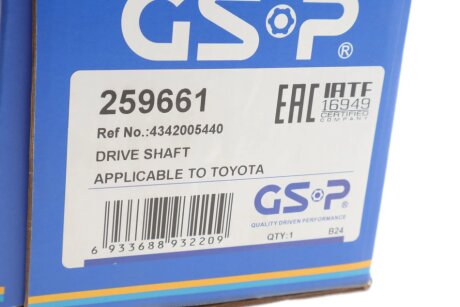 GSP®
259661
Ref No.:4342005440
DRIVE SHAFT
APPLICABLE TO TOYOTA
6 933688 932209
EAC IATF
16949
CERTIFIED
COMPANY
GSP®
QUALITY DRIVEN PERFORMANCE
QTY:1 B24